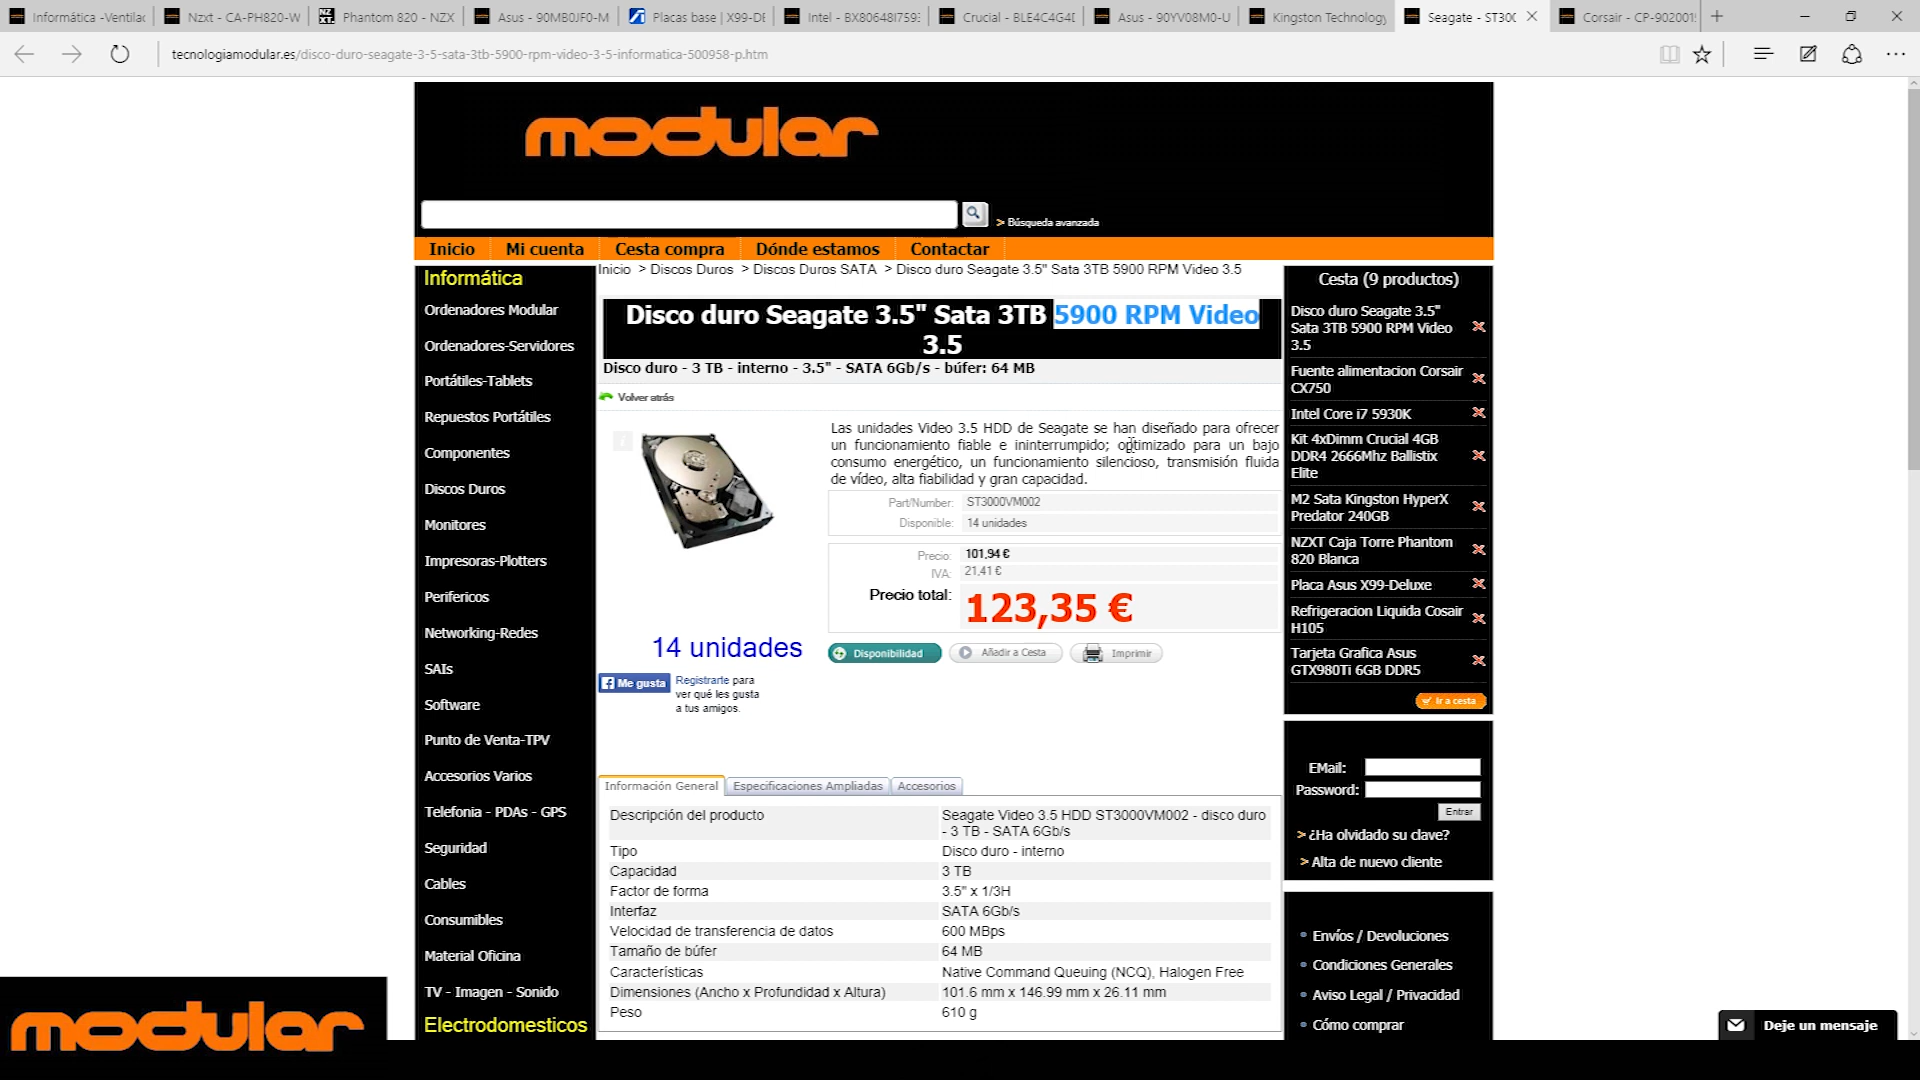 Informática -Ventilac
Nzxt - CA-PH820-W
Phantom 820 - NZX
Asus - 90MB0JF0-M
Placas base | X99-DE
Intel - BX80648I759
Crucial - BLE4C4G4D
Asus - 90YV08M0-U
Kingston Technology
Seagate - ST300
Corsair - CP-902001
tecnologiamodular.es/disco-duro-seagate-3-5-sata-3tb-5900-rpm-video-3-5-informatica-500958-p.htm
modular
> Búsqueda avanzada
Inicio
Mi cuenta
Cesta compra
Dónde estamos
Contactar
Informática
Ordenadores Modular
Ordenadores-Servidores
Portátiles-Tablets
Repuestos Portátiles
Componentes
Discos Duros
Monitores
Impresoras-Plotters
Perifericos
Networking-Redes
SAIs
Software
Punto de Venta-TPV
Accesorios Varios
Telefonia - PDAs - GPS
Seguridad
Cables
Consumibles
Material Oficina
TV - Imagen - Sonido
Electrodomesticos
Inicio > Discos Duros > Discos Duros SATA > Disco duro Seagate 3.5" Sata 3TB 5900 RPM Video 3.5
Disco duro Seagate 3.5" Sata 3TB 5900 RPM Video
3.5
Disco duro - 3 TB - interno - 3.5" - SATA 6Gb/s - búfer: 64 MB
Volver atrás
Las unidades Video 3.5 HDD de Seagate se han diseñado para ofrecer
un funcionamiento fiable e ininterrumpido; optimizado para un bajo
consumo energético, un funcionamiento silencioso, transmisión fluida
de vídeo, alta fiabilidad y gran capacidad.
Part/Number: ST3000VM002
Disponible: 14 unidades
Precio: 101,94 €
IVA: 21,41 €
Precio total: 123,35 €
14 unidades
Disponibilidad
Añadir a Cesta
Imprimir
Me gusta
Registrarte para
ver qué les gusta
a tus amigos.
Información General
Especificaciones Ampliadas
Accesorios
Descripción del producto
Seagate Video 3.5 HDD ST3000VM002 - disco duro
- 3 TB - SATA 6Gb/s
Tipo Disco duro - interno
Capacidad 3 TB
Factor de forma 3.5" x 1/3H
Interfaz SATA 6Gb/s
Velocidad de transferencia de datos 600 MBps
Tamaño de búfer 64 MB
Características Native Command Queuing (NCQ), Halogen Free
Dimensiones (Ancho x Profundidad x Altura) 101.6 mm x 146.99 mm x 26.11 mm
Peso 610 g
Cesta (9 productos)
Disco duro Seagate 3.5"
Sata 3TB 5900 RPM Video
3.5
Fuente alimentacion Corsair
CX750
Intel Core i7 5930K
Kit 4xDimm Crucial 4GB
DDR4 2666Mhz Ballistix
Elite
M2 Sata Kingston HyperX
Predator 240GB
NZXT Caja Torre Phantom
820 Blanca
Placa Asus X99-Deluxe
Refrigeracion Liquida Cosair
H105
Tarjeta Grafica Asus
GTX980Ti 6GB DDR5
Ir a cesta
EMail:
Password:
Entrar
> ¿Ha olvidado su clave?
> Alta de nuevo cliente
Envíos / Devoluciones
Condiciones Generales
Aviso Legal / Privacidad
Cómo comprar
Deje un mensaje
modular